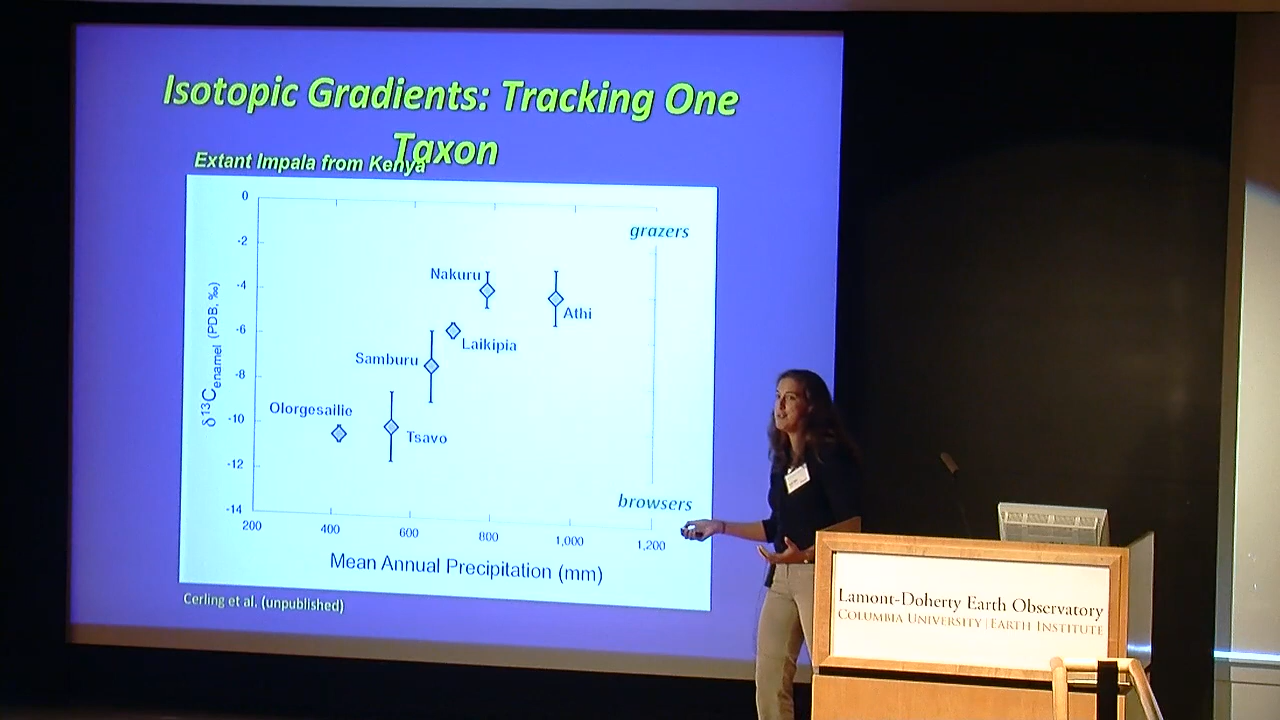 Isotopic Gradients: Tracking One
Taxon
Extant Impala from Kenya
0
-2
-4
-6
-8
-10
-12
-14
δ13Cenamel (PDB, ‰)
grazers
Nakuru
Athi
Laikipia
Samburu
Olorgesailie
Tsavo
browsers
200
400
600
800
1,000
1,200
Mean Annual Precipitation (mm)
Cerling et al. (unpublished)
Lamont-Doherty Earth Observatory
Columbia University | Earth Institute